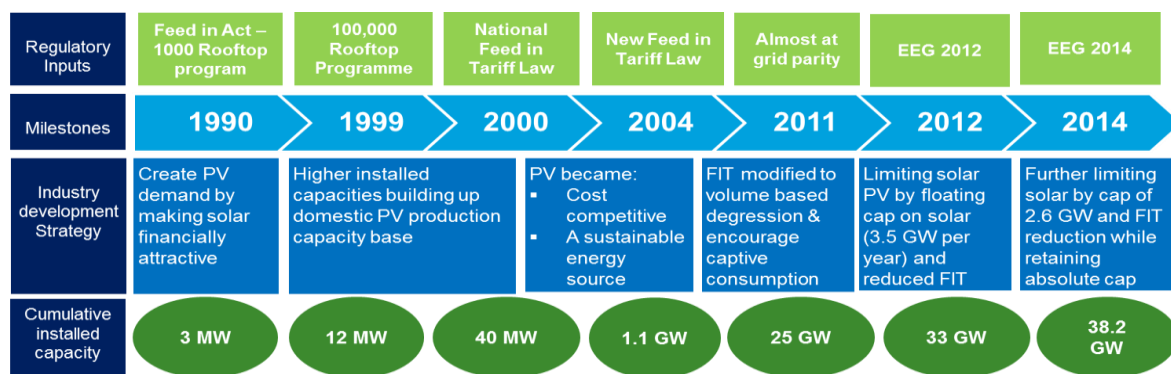 Regulatory
Inputs
Feed in Act –
1000 Rooftop
program
100,000
Rooftop
Programme
National
Feed in
Tariff Law
New Feed in
Tariff Law
Almost at
grid parity
EEG 2012
EEG 2014
Milestones
1990
1999
2000
2004
2011
2012
2014
Industry
development
Strategy
Create PV
demand by
making solar
financially
attractive
Higher installed
capacities building up
domestic PV production
capacity base
PV became:
▪ Cost
competitive
▪ A sustainable
energy
source
FIT modified to
volume based
degression &
encourage
captive
consumption
Limiting solar
PV by floating
cap on solar
(3.5 GW per
year) and
reduced FIT
Further limiting
solar by cap of
2.6 GW and FIT
reduction while
retaining
absolute cap
Cumulative
installed
capacity
3 MW
12 MW
40 MW
1.1 GW
25 GW
33 GW
38.2
GW